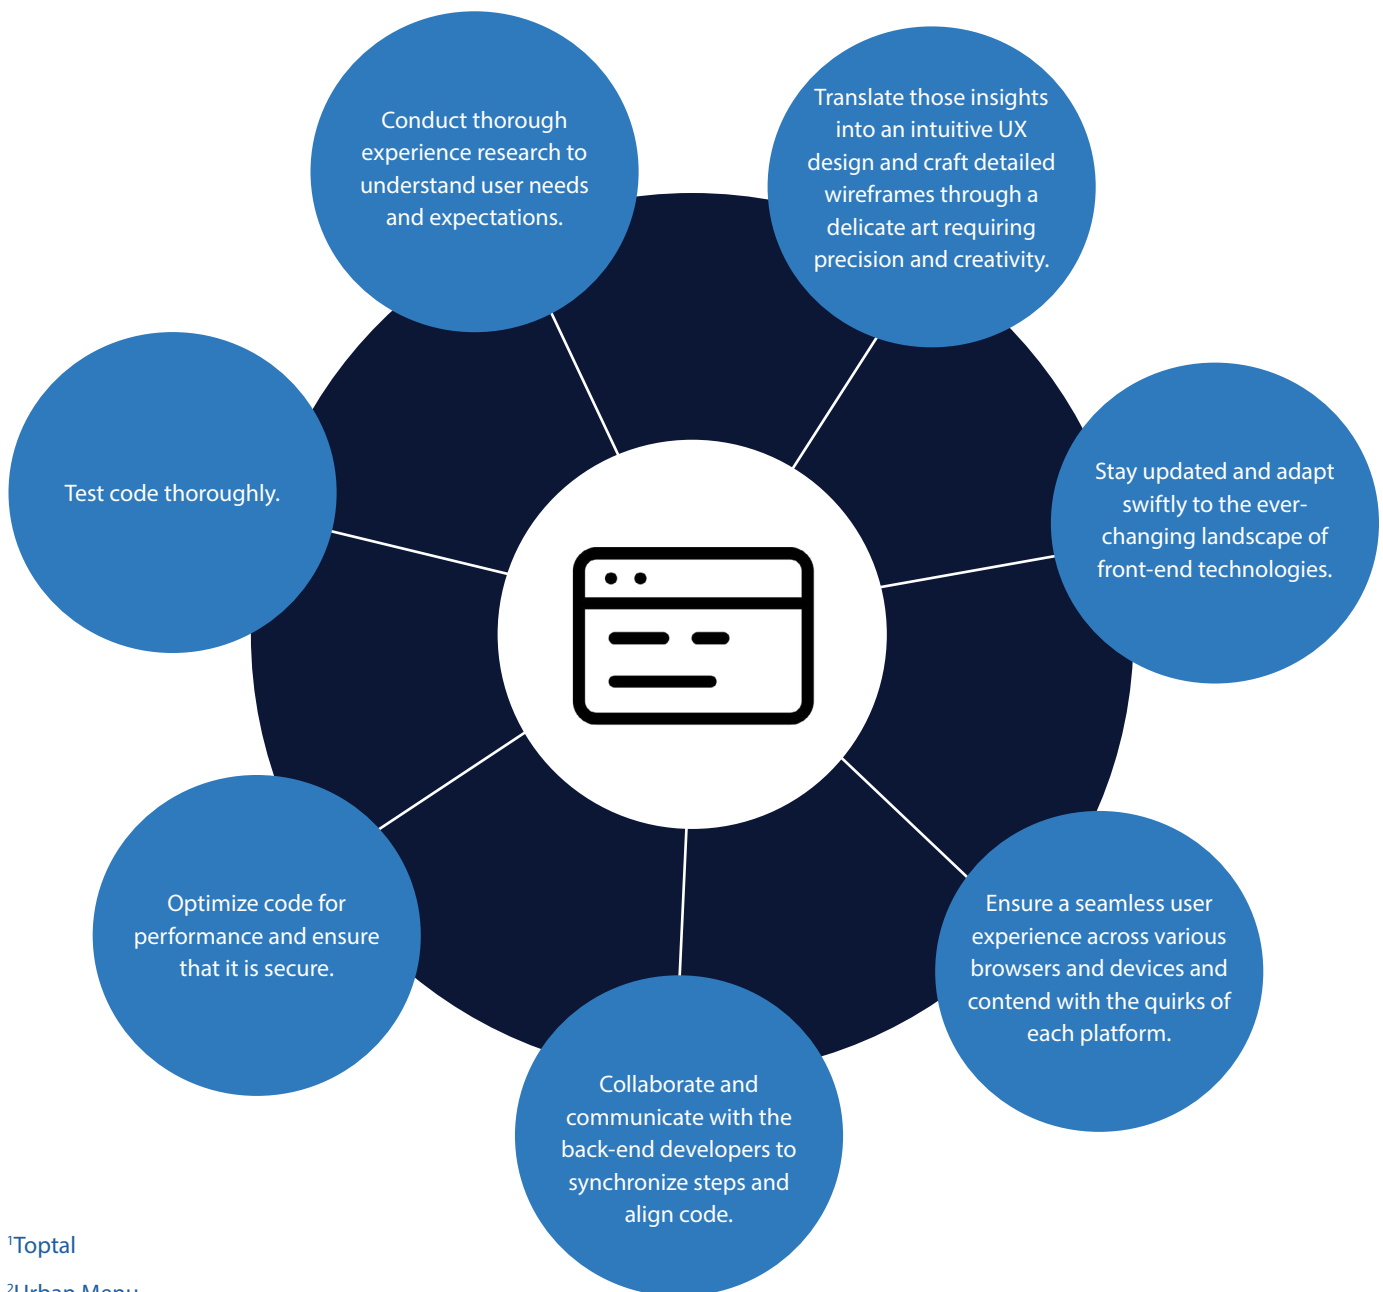 Conduct thorough
experience research to
understand user needs
and expectations.
Translate those insights
into an intuitive UX
design and craft detailed
wireframes through a
delicate art requiring
precision and creativity.
Stay updated and adapt
swiftly to the ever-
changing landscape of
front-end technologies.
Ensure a seamless user
experience across various
browsers and devices and
contend with the quirks of
each platform.
Collaborate and
communicate with the
back-end developers to
synchronize steps and
align code.
Optimize code for
performance and ensure
that it is secure.
Test code thoroughly.
¹Toptal
²Urban Menu